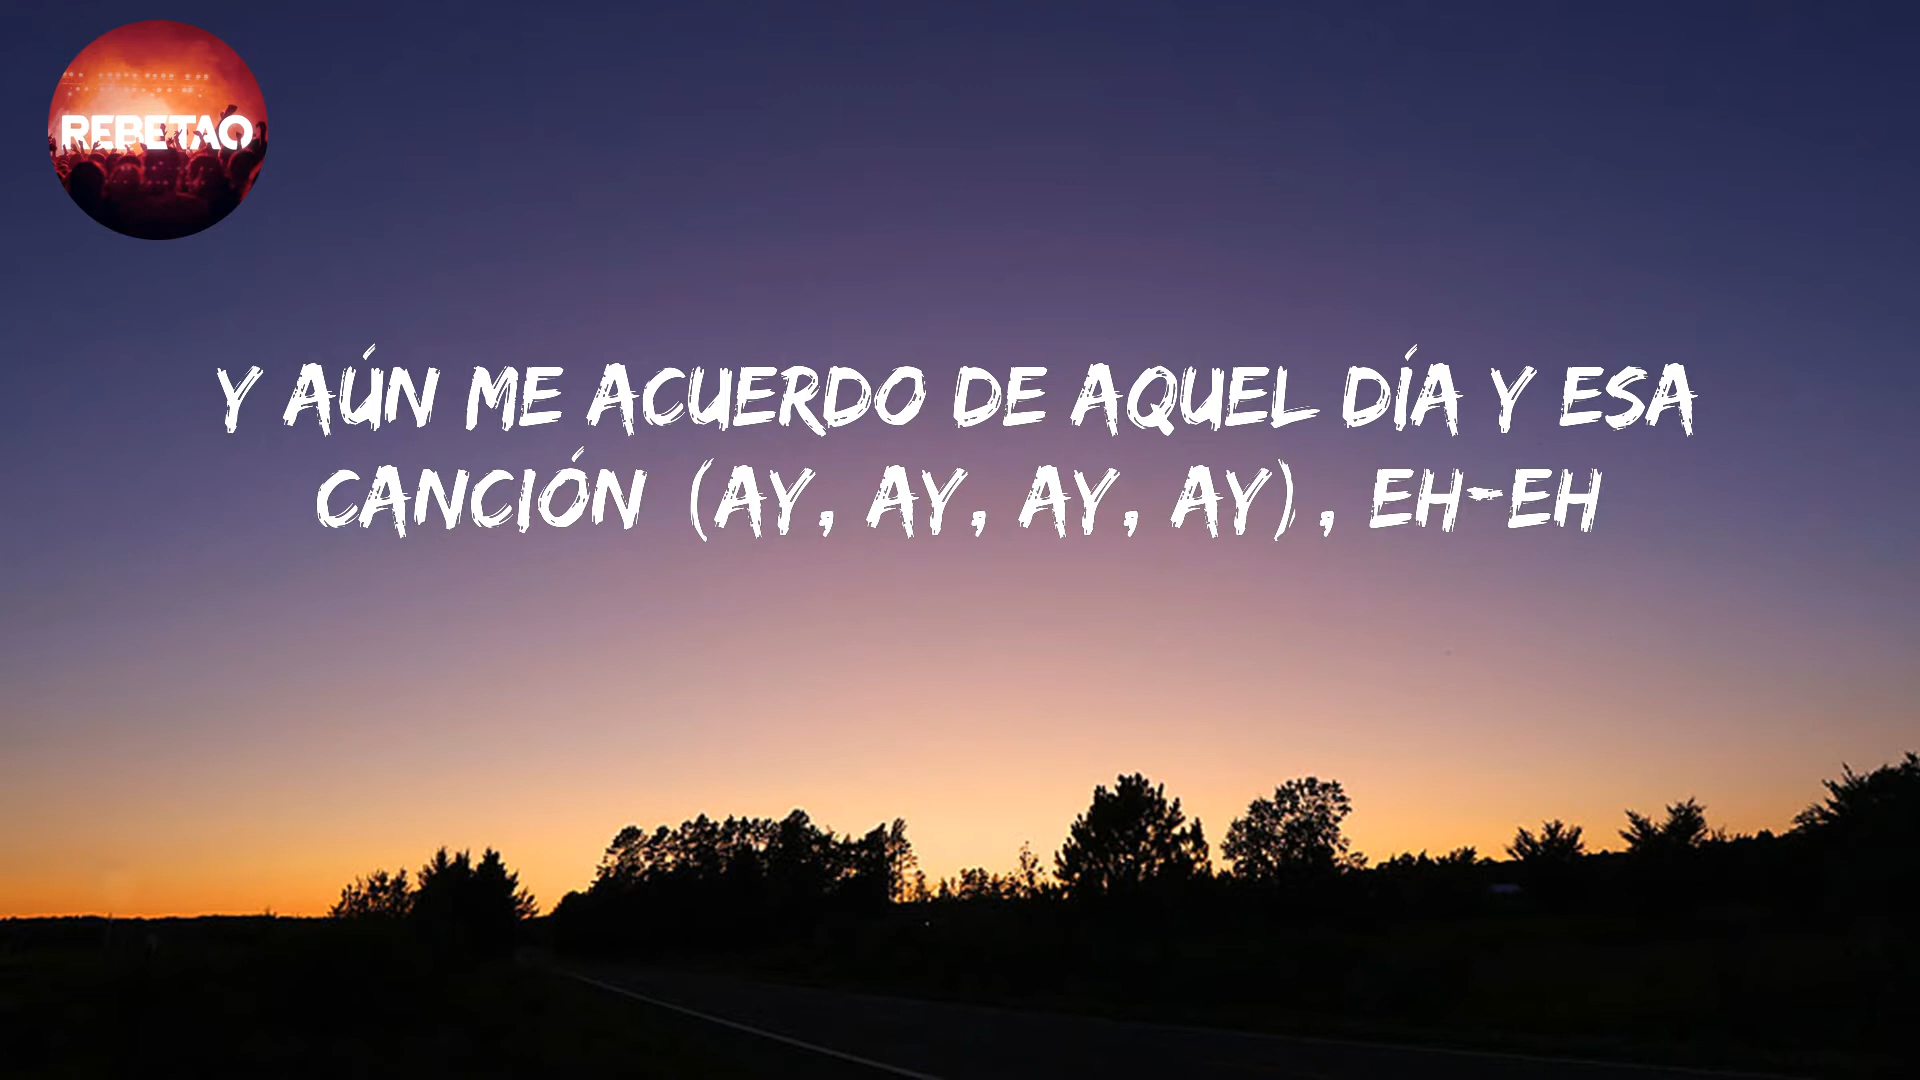 REBETAO
Y AÚN ME ACUERDO DE AQUEL DÍA Y ESA
CANCIÓN (AY, AY, AY, AY), EH-EH